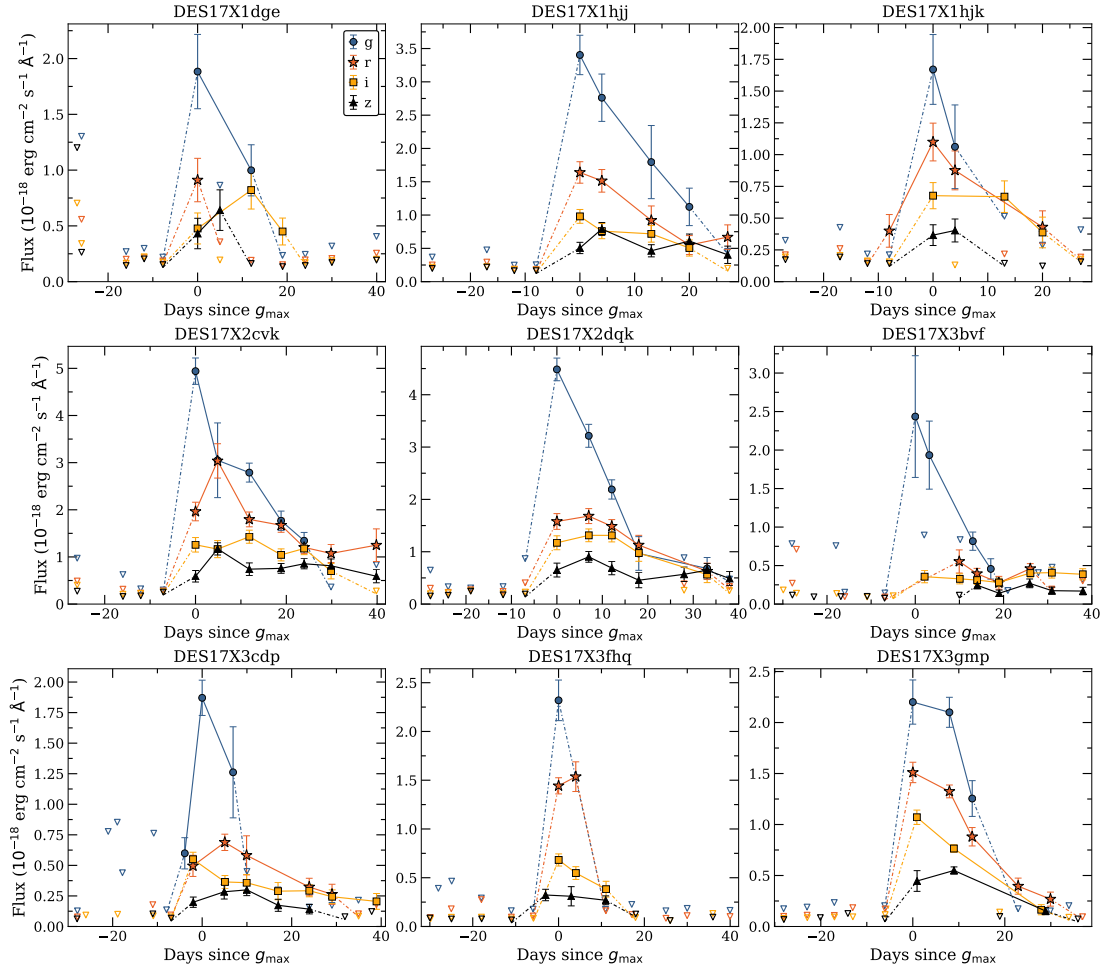 DES17X1dge
Flux (10⁻¹⁸ erg cm⁻² s⁻¹ Å⁻¹)
2.0
1.5
1.0
0.5
0.0
g
r
i
z
−20 0 20 40
Days since g_max
DES17X1hjj
3.5
3.0
2.5
2.0
1.5
1.0
0.5
0.0
−20 0 20
Days since g_max
DES17X1hjk
2.00
1.75
1.50
1.25
1.00
0.75
0.50
0.25
0.00
−20 0 20
Days since g_max
DES17X2cvk
Flux (10⁻¹⁸ erg cm⁻² s⁻¹ Å⁻¹)
5
4
3
2
1
0
−20 0 20 40
Days since g_max
DES17X2dqk
4
3
2
1
0
−30 −20 −10 0 10 20 30 40
Days since g_max
DES17X3bvf
3.0
2.5
2.0
1.5
1.0
0.5
0.0
−20 0 20 40
Days since g_max
DES17X3cdp
Flux (10⁻¹⁸ erg cm⁻² s⁻¹ Å⁻¹)
2.00
1.75
1.50
1.25
1.00
0.75
0.50
0.25
0.00
−20 0 20 40
Days since g_max
DES17X3fhq
2.5
2.0
1.5
1.0
0.5
0.0
−20 0 20 40
Days since g_max
DES17X3gmp
2.5
2.0
1.5
1.0
0.5
0.0
−20 0 20
Days since g_max